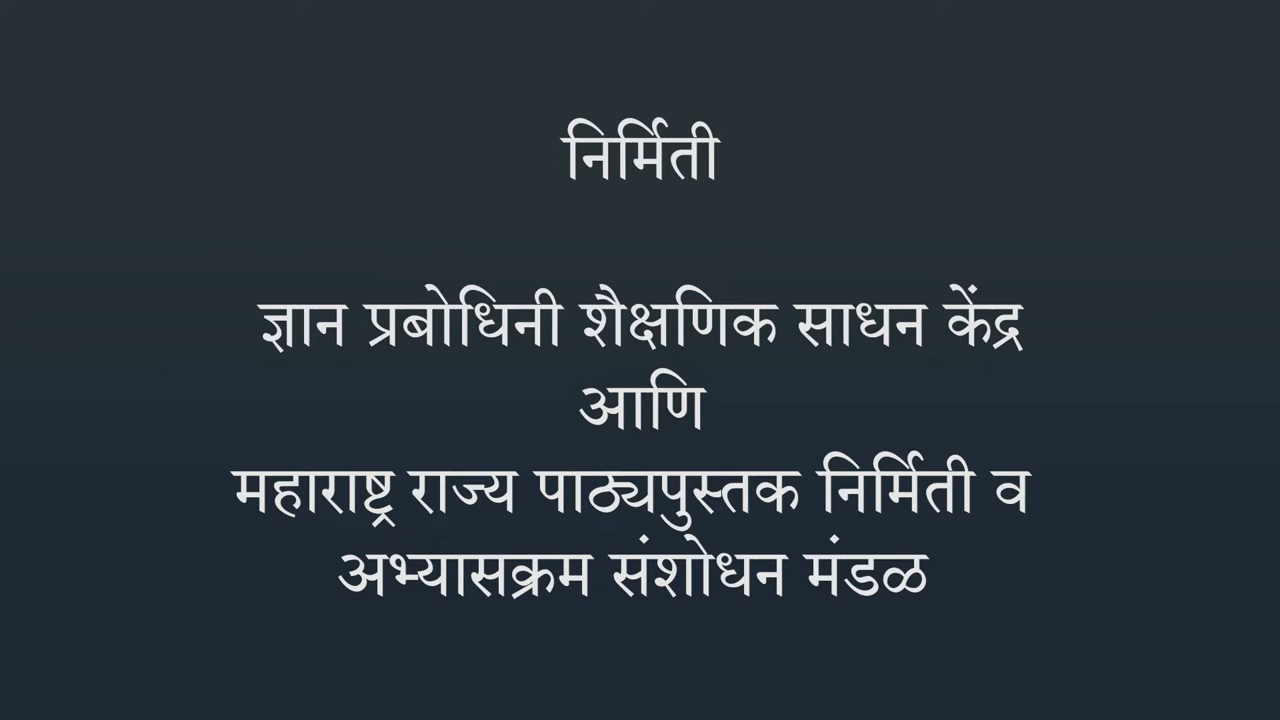 निर्मिती
ज्ञान प्रबोधिनी शैक्षणिक साधन केंद्र
आणि
महाराष्ट्र राज्य पाठ्यपुस्तक निर्मिती व
अभ्यासक्रम संशोधन मंडळ